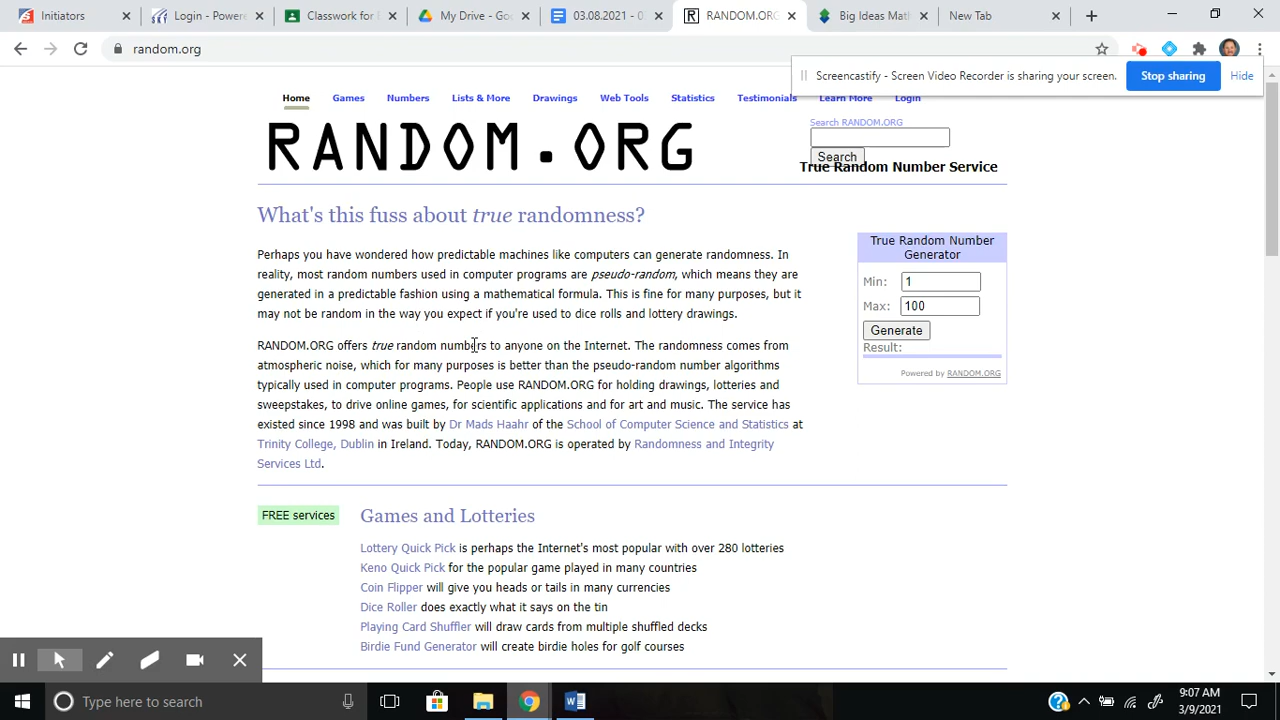 Initiators
Login - Powe
Classwork for E
My Drive - Goo
03.08.2021 - 0
RANDOM.ORG
Big Ideas Math
New Tab
random.org
Screencastify - Screen Video Recorder is sharing your screen.
Stop sharing
Hide
Home Games Numbers Lists & More Drawings Web Tools Statistics Testimonials Learn More Login
RANDOM.ORG
Search RANDOM.ORG
Search
True Random Number Service
What's this fuss about true randomness?
Perhaps you have wondered how predictable machines like computers can generate randomness. In
reality, most random numbers used in computer programs are pseudo-random, which means they are
generated in a predictable fashion using a mathematical formula. This is fine for many purposes, but it
may not be random in the way you expect if you're used to dice rolls and lottery drawings.
RANDOM.ORG offers true random numbers to anyone on the Internet. The randomness comes from
atmospheric noise, which for many purposes is better than the pseudo-random number algorithms
typically used in computer programs. People use RANDOM.ORG for holding drawings, lotteries and
sweepstakes, to drive online games, for scientific applications and for art and music. The service has
existed since 1998 and was built by Dr Mads Haahr of the School of Computer Science and Statistics at
Trinity College, Dublin in Ireland. Today, RANDOM.ORG is operated by Randomness and Integrity
Services Ltd.
True Random Number
Generator
Min: 1
Max: 100
Generate
Result:
Powered by RANDOM.ORG
FREE services
Games and Lotteries
Lottery Quick Pick is perhaps the Internet's most popular with over 280 lotteries
Keno Quick Pick for the popular game played in many countries
Coin Flipper will give you heads or tails in many currencies
Dice Roller does exactly what it says on the tin
Playing Card Shuffler will draw cards from multiple shuffled decks
Birdie Fund Generator will create birdie holes for golf courses
Type here to search
9:07 AM
3/9/2021